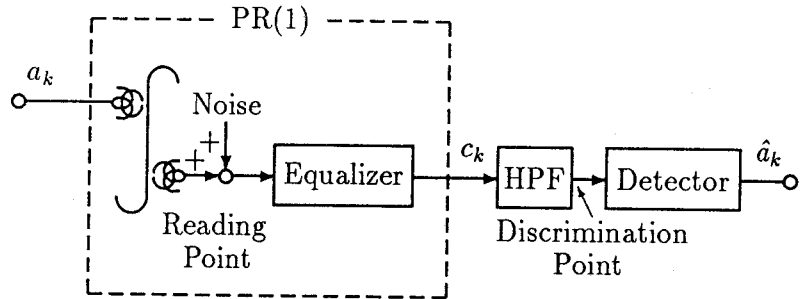 PR(1)
a_k
Noise
+
+
Equalizer
c_k
HPF
Detector
â_k
Reading
Point
Discrimination
Point